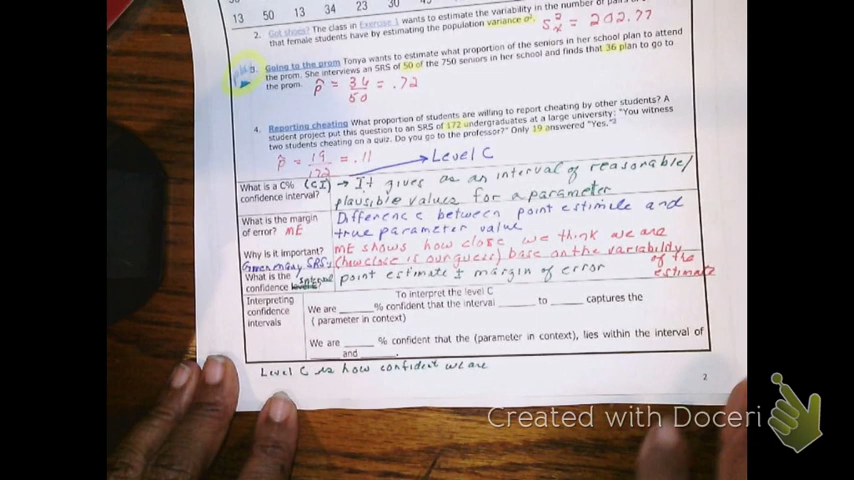 30
13 50 13 34 23 30
2. Got shoes? The class in Exercise 1 wants to estimate the variability in the number of pairs of
that female students have by estimating the population variance σ². Sx² = 202.77
3. Going to the prom Tonya wants to estimate what proportion of the seniors in her school plan to attend
the prom. She interviews an SRS of 50 of the 750 seniors in her school and finds that 36 plan to go to
the prom. p̂ = 36/50 = .72
4. Reporting cheating What proportion of students are willing to report cheating by other students? A
student project put this question to an SRS of 172 undergraduates at a large university: "You witness
two students cheating on a quiz. Do you go to the professor?" Only 19 answered "Yes."
p̂ = 19/172 = .11 → Level C
What is a C% (CI) → It gives as an interval of reasonable/
confidence interval? plausible values for a parameter
What is the margin Difference between point estimate and
of error? ME true parameter value
Why is it important? ME shows how close we think we are
SRS, (how close is our guess) base on the variability
of the
What is the interval point estimate ± margin of error estimate
confidence
Interpreting To interpret the level C
confidence We are ____% confident that the interval ____ to ____ captures the
intervals ( parameter in context)
We are ____ % confident that the (parameter in context), lies within the interval of
____ and ____.
Level C is how confident we are
2
Created with Doceri